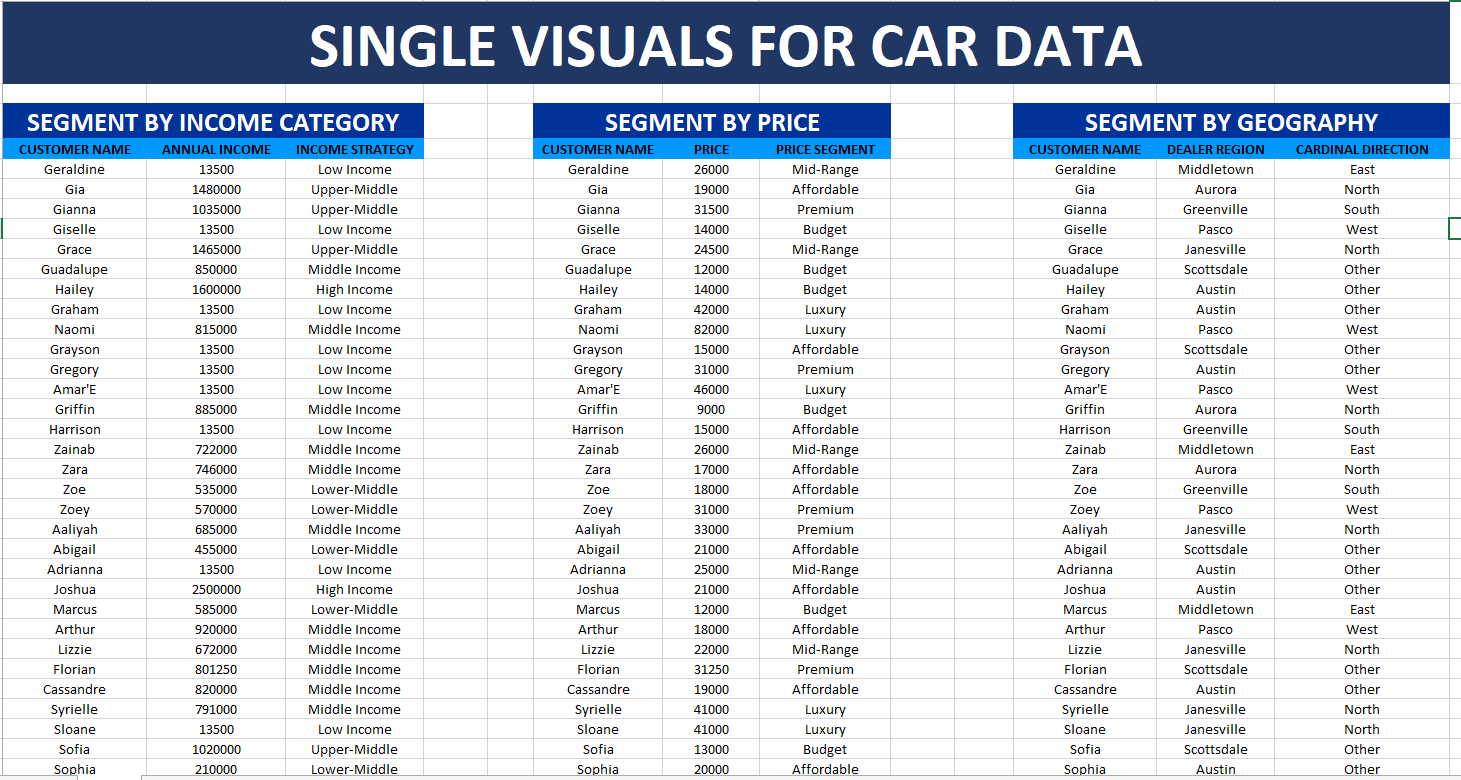 SINGLE VISUALS FOR CAR DATA
SEGMENT BY INCOME CATEGORY SEGMENT BY PRICE SEGMENT BY GEOGRAPHY
CUSTOMER NAME ANNUAL INCOME INCOME STRATEGY CUSTOMER NAME PRICE PRICE SEGMENT CUSTOMER NAME DEALER REGION CARDINAL DIRECTION
Geraldine 13500 Low Income Geraldine 26000 Mid-Range Geraldine Middletown East
Gia 1480000 Upper-Middle Gia 19000 Affordable Gia Aurora North
Gianna 1035000 Upper-Middle Gianna 31500 Premium Gianna Greenville South
Giselle 13500 Low Income Giselle 14000 Budget Giselle Pasco West
Grace 1465000 Upper-Middle Grace 24500 Mid-Range Grace Janesville North
Guadalupe 850000 Middle Income Guadalupe 12000 Budget Guadalupe Scottsdale Other
Hailey 1600000 High Income Hailey 14000 Budget Hailey Austin Other
Graham 13500 Low Income Graham 42000 Luxury Graham Austin Other
Naomi 815000 Middle Income Naomi 82000 Luxury Naomi Pasco West
Grayson 13500 Low Income Grayson 15000 Affordable Grayson Scottsdale Other
Gregory 13500 Low Income Gregory 31000 Premium Gregory Austin Other
Amar'E 13500 Low Income Amar'E 46000 Luxury Amar'E Pasco West
Griffin 885000 Middle Income Griffin 9000 Budget Griffin Aurora North
Harrison 13500 Low Income Harrison 15000 Affordable Harrison Greenville South
Zainab 722000 Middle Income Zainab 26000 Mid-Range Zainab Middletown East
Zara 746000 Middle Income Zara 17000 Affordable Zara Aurora North
Zoe 535000 Lower-Middle Zoe 18000 Affordable Zoe Greenville South
Zoey 570000 Lower-Middle Zoey 31000 Premium Zoey Pasco West
Aaliyah 685000 Middle Income Aaliyah 33000 Premium Aaliyah Janesville North
Abigail 455000 Lower-Middle Abigail 21000 Affordable Abigail Scottsdale Other
Adrianna 13500 Low Income Adrianna 25000 Mid-Range Adrianna Austin Other
Joshua 2500000 High Income Joshua 21000 Affordable Joshua Austin Other
Marcus 585000 Lower-Middle Marcus 12000 Budget Marcus Middletown East
Arthur 920000 Middle Income Arthur 18000 Affordable Arthur Pasco West
Lizzie 672000 Middle Income Lizzie 22000 Mid-Range Lizzie Janesville North
Florian 801250 Middle Income Florian 31250 Premium Florian Scottsdale Other
Cassandre 820000 Middle Income Cassandre 19000 Affordable Cassandre Austin Other
Syrielle 791000 Middle Income Syrielle 41000 Luxury Syrielle Janesville North
Sloane 13500 Low Income Sloane 41000 Luxury Sloane Janesville North
Sofia 1020000 Upper-Middle Sofia 13000 Budget Sofia Scottsdale Other
Sophia 210000 Lower-Middle Sophia 20000 Affordable Sophia Austin Other